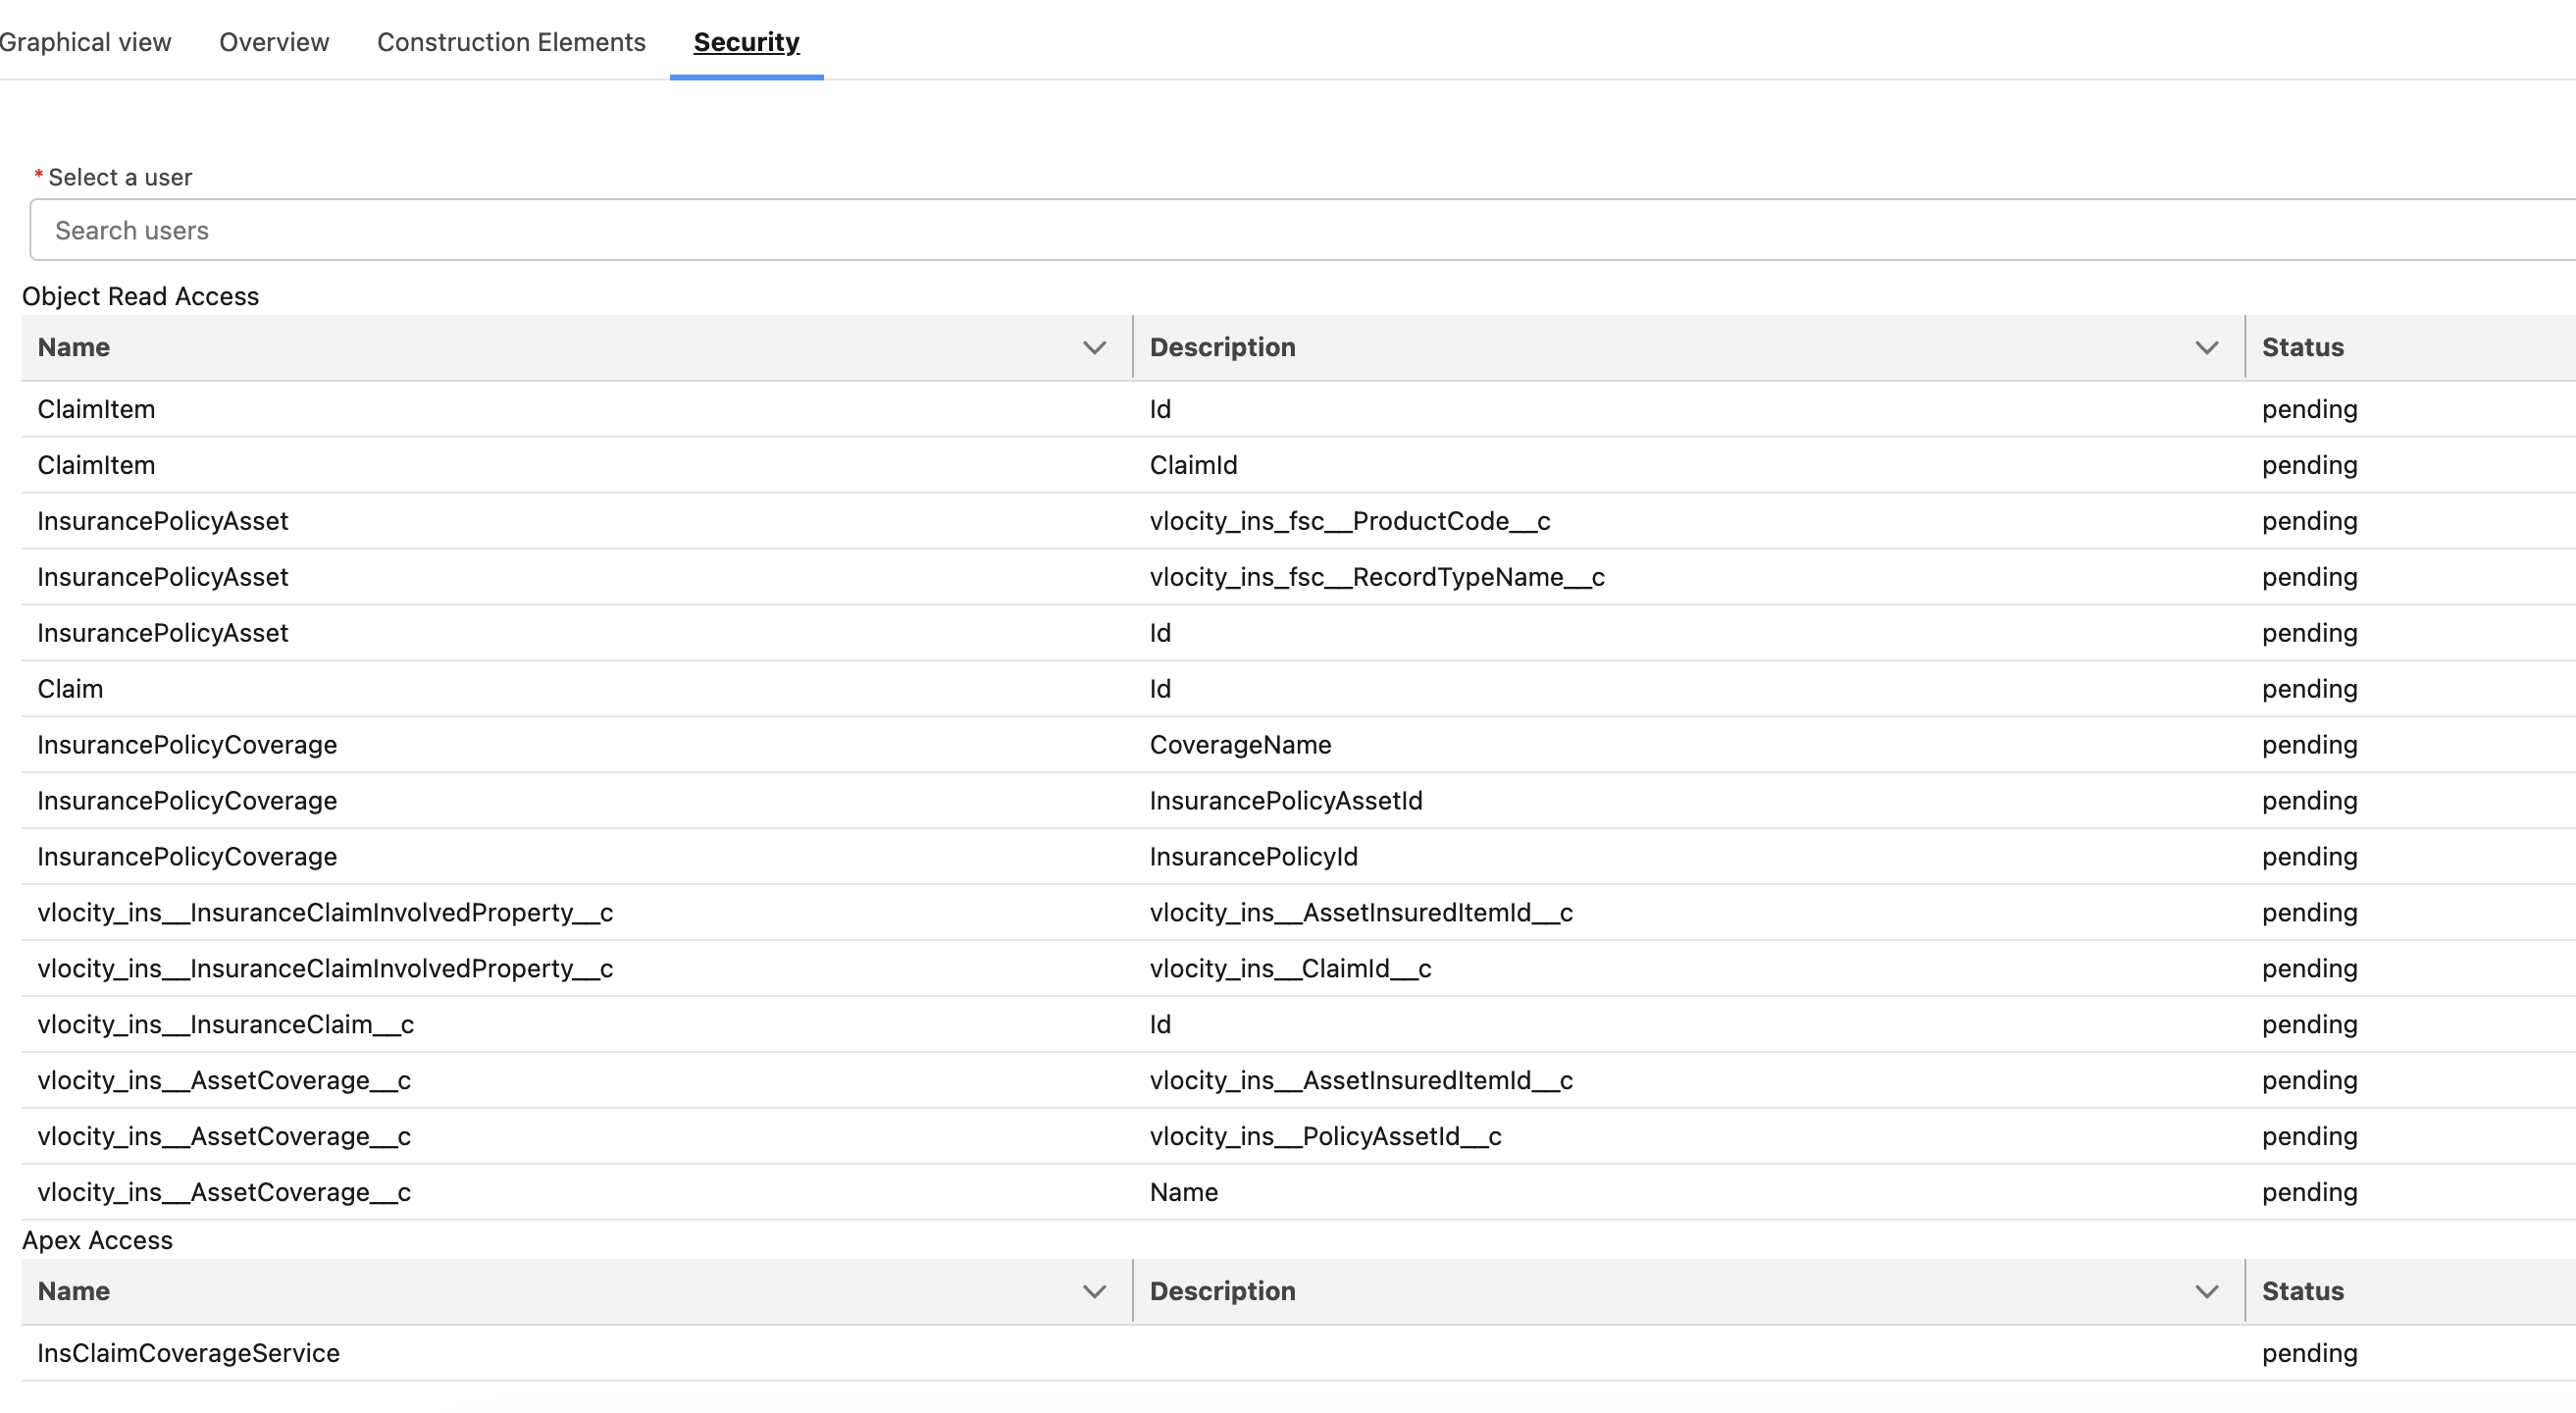 Graphical view Overview Construction Elements Security
* Select a user
Search users
Object Read Access
Name Description Status
ClaimItem Id pending
ClaimItem ClaimId pending
InsurancePolicyAsset vlocity_ins_fsc__ProductCode__c pending
InsurancePolicyAsset vlocity_ins_fsc__RecordTypeName__c pending
InsurancePolicyAsset Id pending
Claim Id pending
InsurancePolicyCoverage CoverageName pending
InsurancePolicyCoverage InsurancePolicyAssetId pending
InsurancePolicyCoverage InsurancePolicyId pending
vlocity_ins__InsuranceClaimInvolvedProperty__c vlocity_ins__AssetInsuredItemId__c pending
vlocity_ins__InsuranceClaimInvolvedProperty__c vlocity_ins__ClaimId__c pending
vlocity_ins__InsuranceClaim__c Id pending
vlocity_ins__AssetCoverage__c vlocity_ins__AssetInsuredItemId__c pending
vlocity_ins__AssetCoverage__c vlocity_ins__PolicyAssetId__c pending
vlocity_ins__AssetCoverage__c Name pending
Apex Access
Name Description Status
InsClaimCoverageService pending